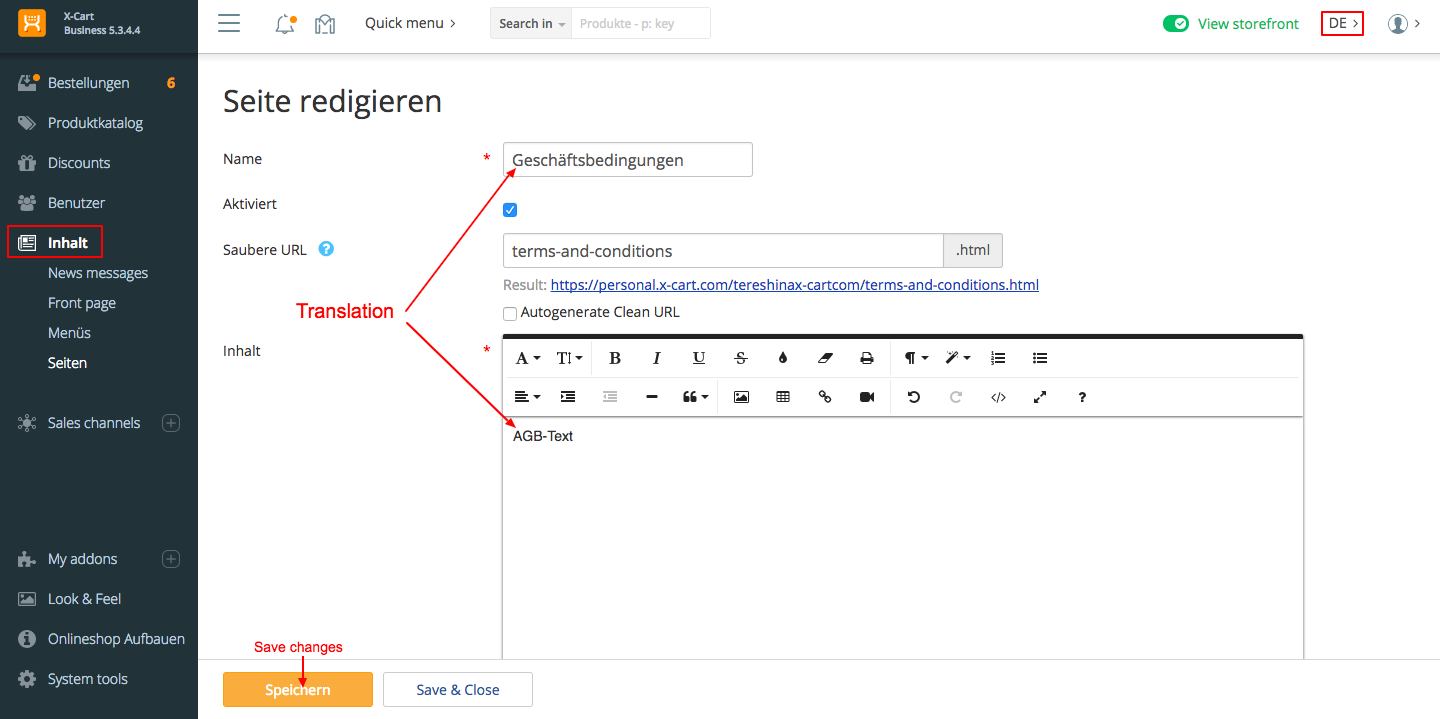 X-Cart
Business 5.3.4.4
Quick menu
Search in
Produkte - p: key
View storefront
DE
Bestellungen 6
Produktkatalog
Discounts
Benutzer
Inhalt
News messages
Front page
Menüs
Seiten
Sales channels
My addons
Look & Feel
Onlineshop Aufbauen
System tools
Seite redigieren
Name * Geschäftsbedingungen
Aktiviert
Saubere URL ? terms-and-conditions .html
Result: https://personal.x-cart.com/tereshinax-cartcom/terms-and-conditions.html
Autogenerate Clean URL
Translation
Inhalt *
AGB-Text
Save changes
Speichern
Save & Close